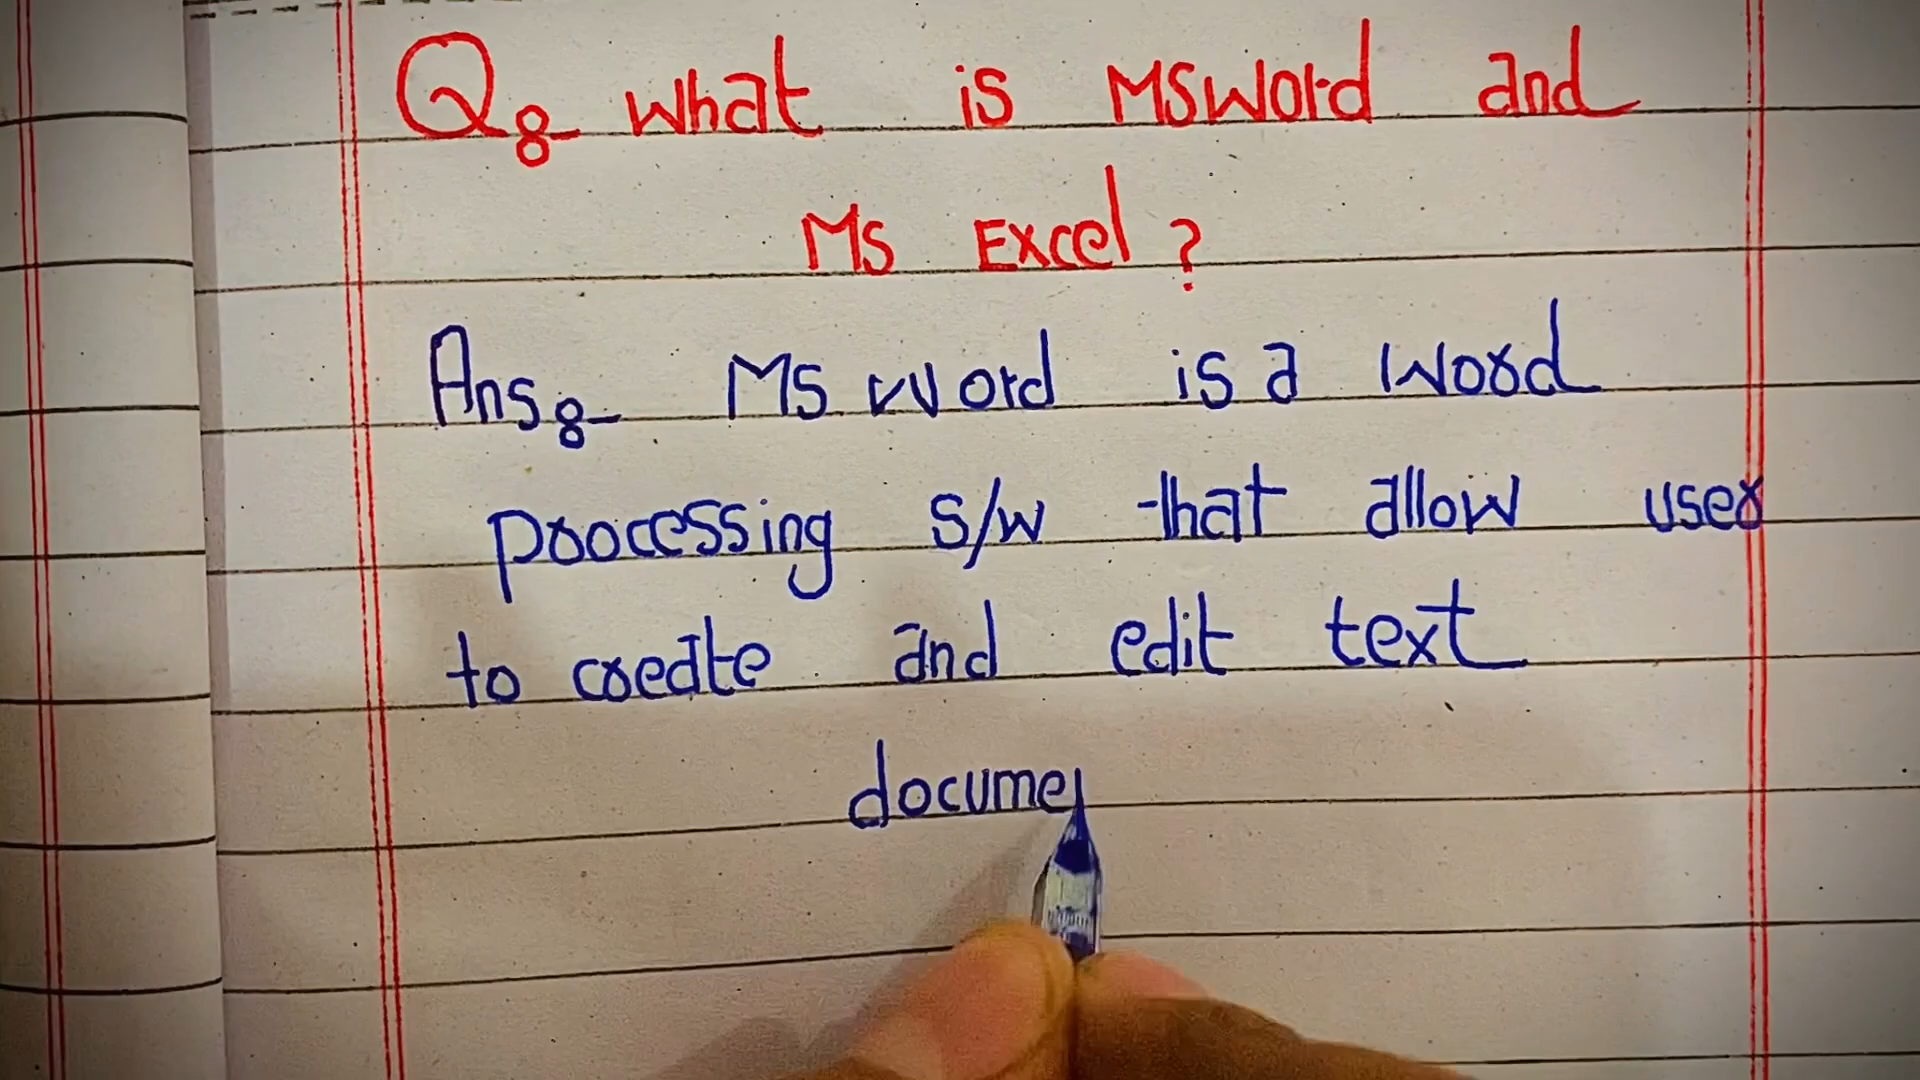 Q8- what is MSWord and
Ms Excel ?
Ans8- Ms Word is a Word
processing s/w that allow user
to create and edit text
docume